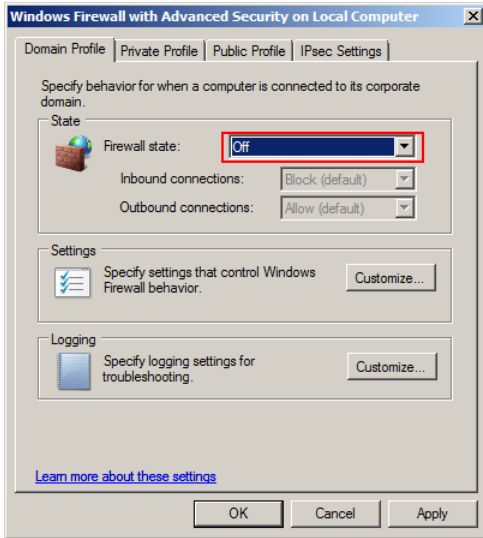 Windows Firewall with Advanced Security on Local Computer
Domain Profile Private Profile Public Profile IPsec Settings
Specify behavior for when a computer is connected to its corporate
domain.
State
Firewall state: Off
Inbound connections: Block (default)
Outbound connections: Allow (default)
Settings
Specify settings that control Windows
Firewall behavior.
Customize...
Logging
Specify logging settings for
troubleshooting.
Customize...
Learn more about these settings
OK Cancel Apply